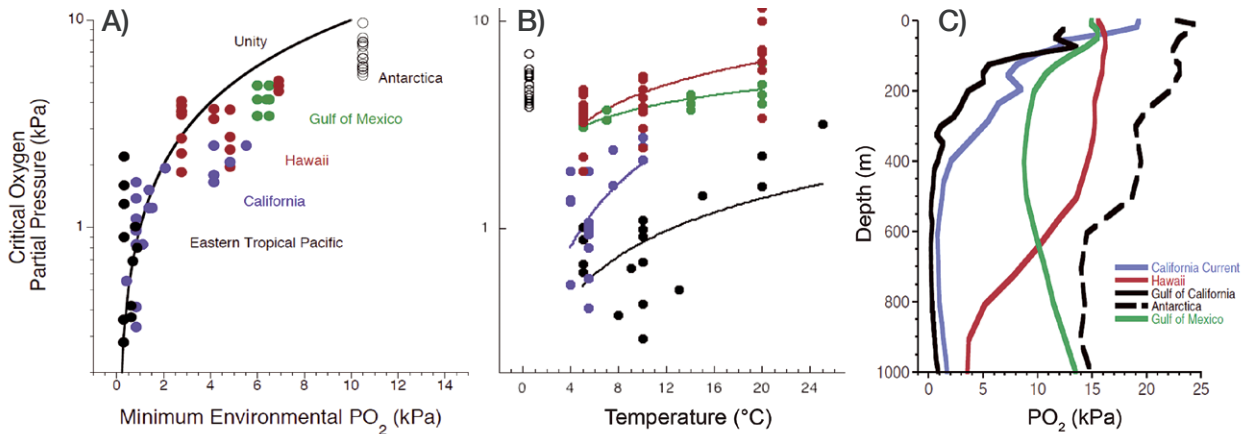 A)
B)
C)
10
1
Critical Oxygen
Partial Pressure (kPa)
Unity
Antarctica
Gulf of Mexico
Hawaii
California
Eastern Tropical Pacific
0 2 4 6 8 10 12 14
Minimum Environmental PO2 (kPa)
10
1
4 8 12 16 20 24
Temperature (°C)
0
200
400
600
800
1000
Depth (m)
California Current
Hawaii
Gulf of California
Antarctica
Gulf of Mexico
0 5 10 15 20 25
PO2 (kPa)